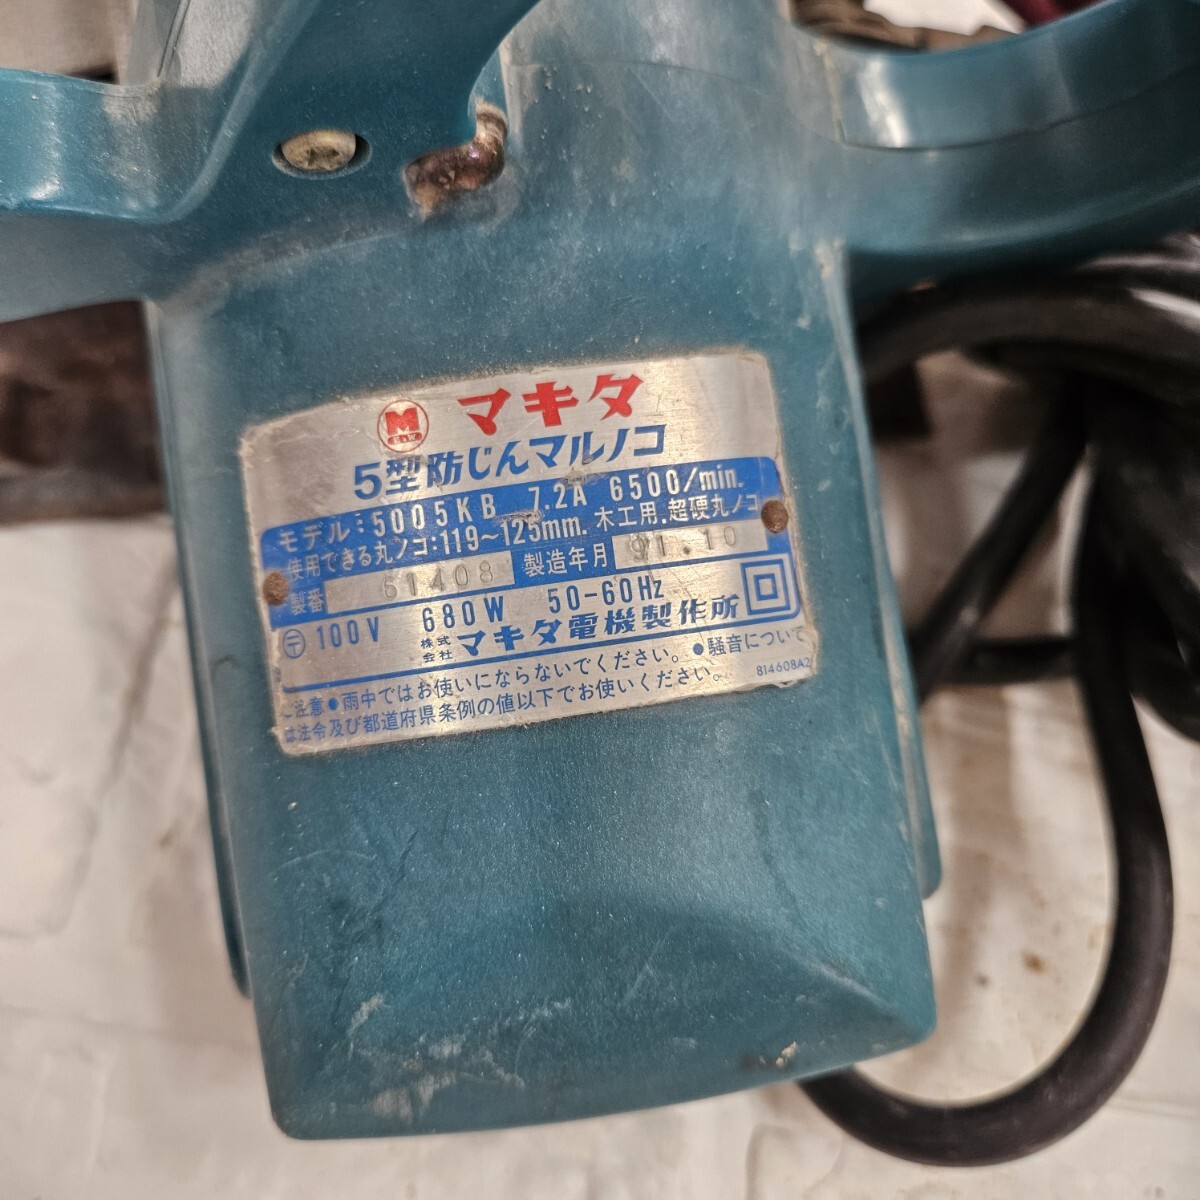 M マキタ
E&W
5型防じんマルノコ
モデル:5005KB 7.2A 6500/min.
使用できる丸ノコ:119~125mm. 木工用.超硬丸ノコ
製番 61408 製造年月 91.10
〒 100V 680W 50-60Hz
株式会社 マキタ電機製作所
ご注意●雨中ではお使いにならないでください。●騒音について
は法令及び都道府県条例の値以下でお使いください。 814608A2